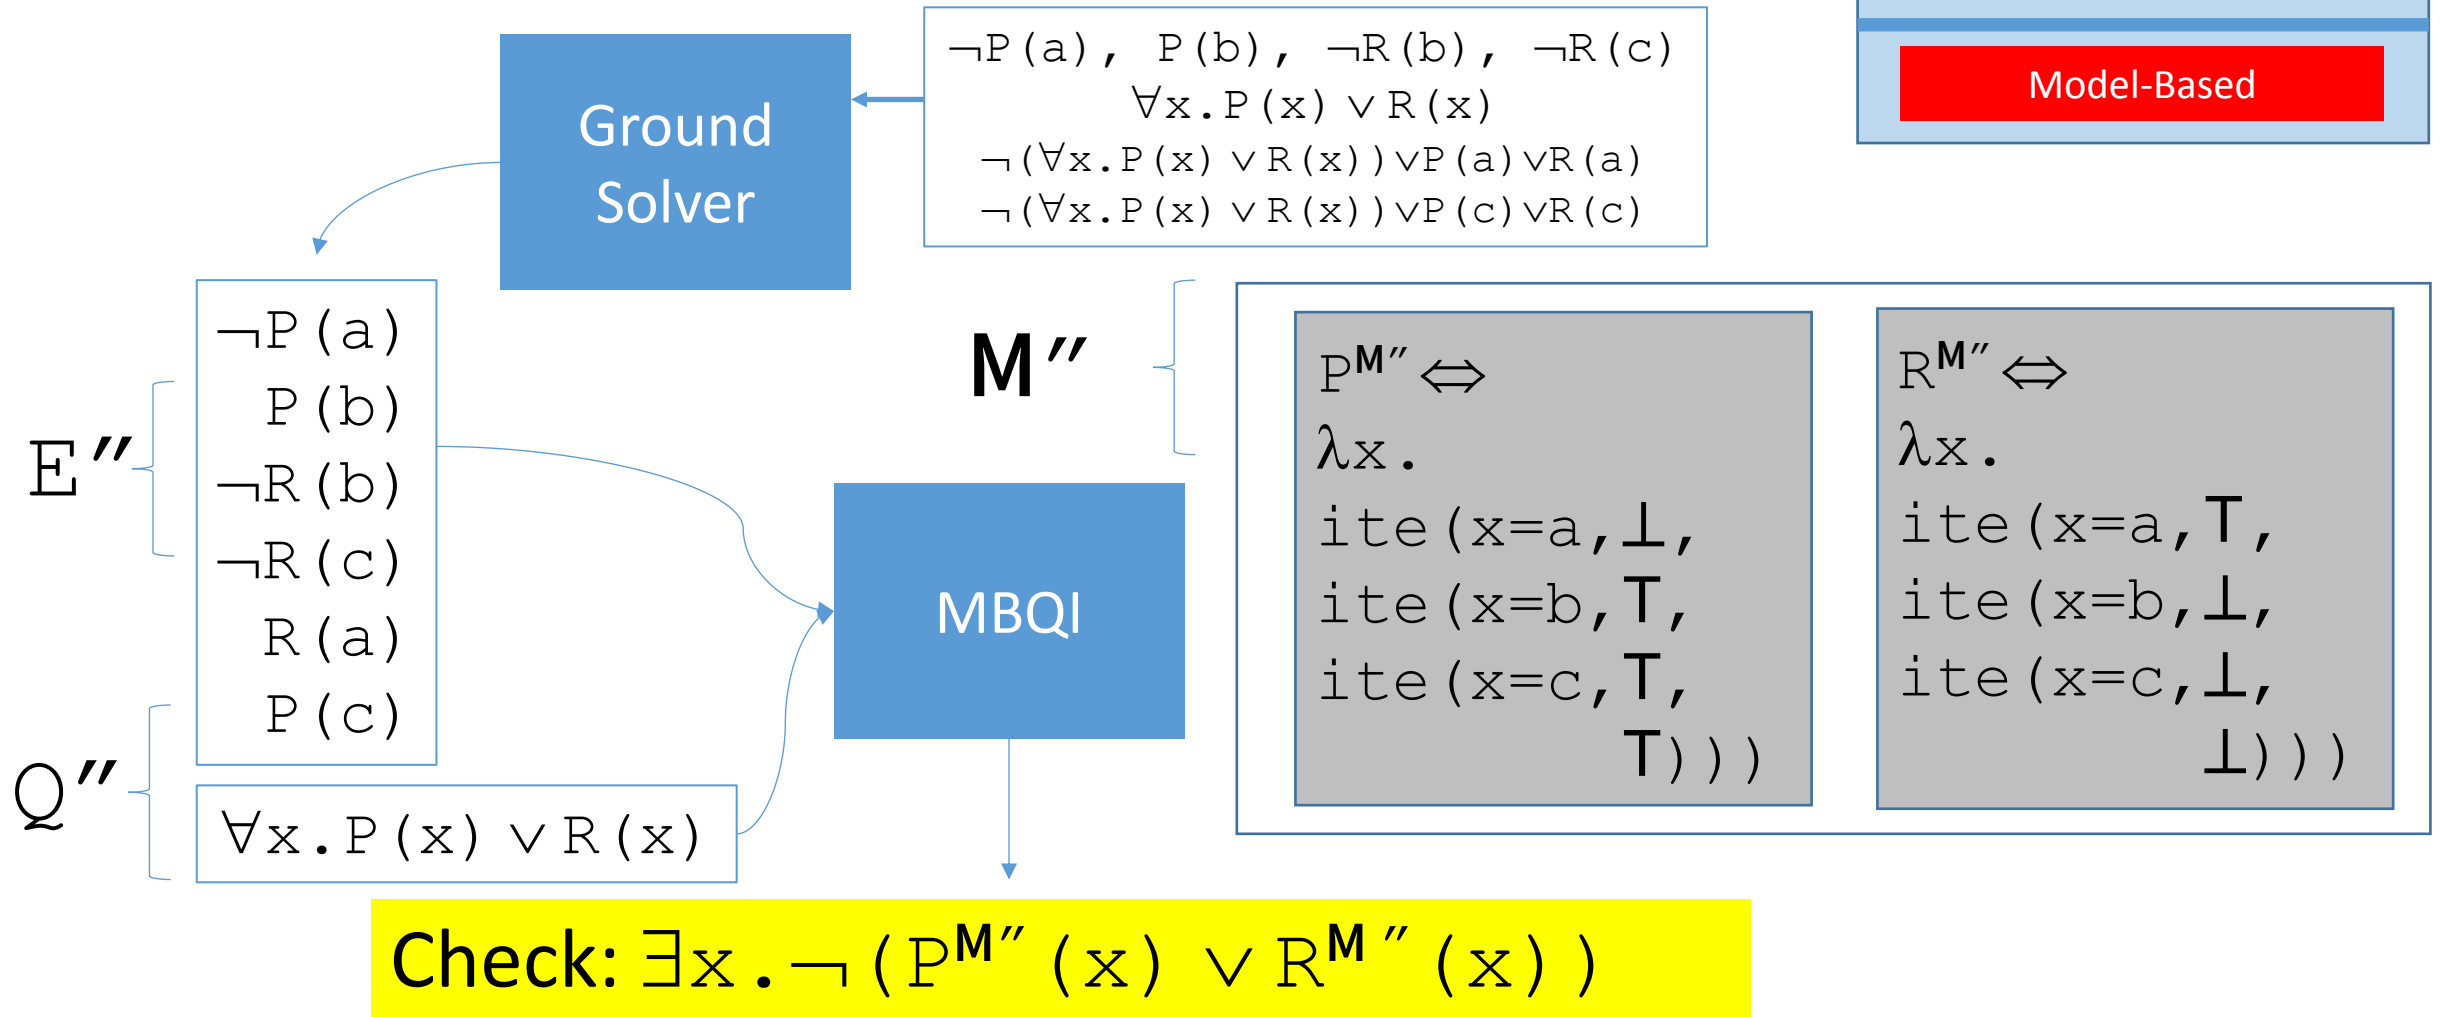 ¬P(a), P(b), ¬R(b), ¬R(c)
∀x.P(x) ∨ R(x)
¬(∀x.P(x) ∨ R(x))∨P(a)∨R(a)
¬(∀x.P(x) ∨ R(x))∨P(c)∨R(c)
Model-Based
Ground
Solver
¬P(a)
P(b)
¬R(b)
¬R(c)
R(a)
P(c)
E″
Q″
∀x.P(x) ∨ R(x)
MBQI
M″
P^M″ ⇔
λx.
ite(x=a,⊥,
ite(x=b,⊤,
ite(x=c,⊤,
⊤)))
R^M″ ⇔
λx.
ite(x=a,⊤,
ite(x=b,⊥,
ite(x=c,⊥,
⊥)))
Check: ∃x.¬(P^M″(x) ∨ R^M″(x))